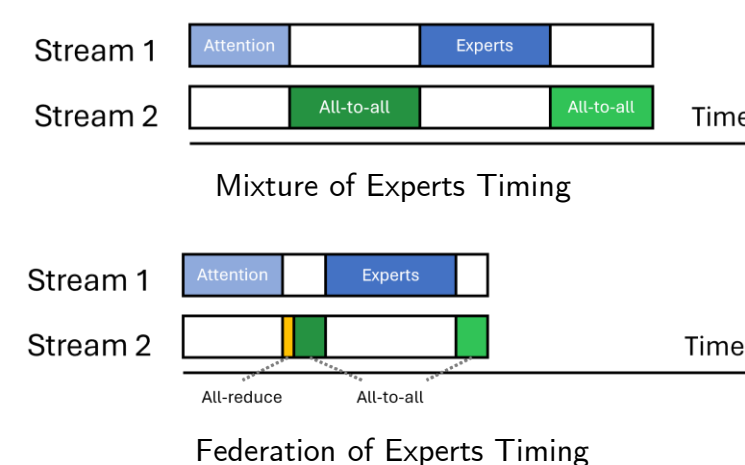 Stream 1 Attention Experts
Stream 2 All-to-all All-to-all Time
Mixture of Experts Timing
Stream 1 Attention Experts
Stream 2 Time
All-reduce All-to-all
Federation of Experts Timing